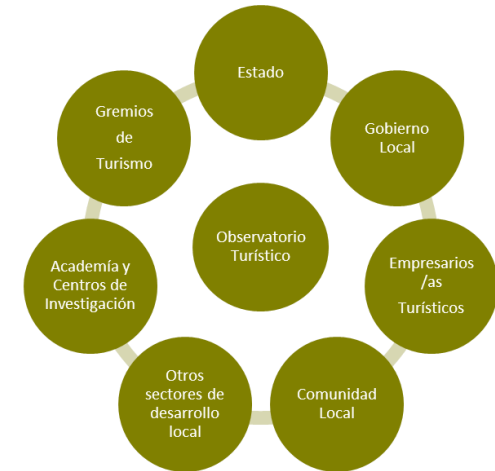 Estado
Gobierno
Local
Empresarios
/as
Turísticos
Comunidad
Local
Otros
sectores de
desarrollo
local
Academía y
Centros de
Investigación
Gremios
de
Turismo
Observatorio
Turístico